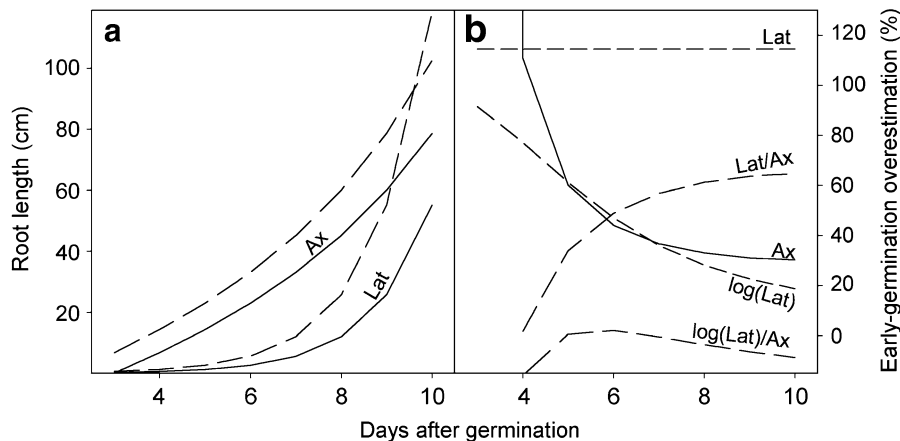 a
b
Root length (cm)
100
80
60
40
20
Ax
Lat
4
6
8
10
Lat
Lat/Ax
Ax
log(Lat)
log(Lat)/Ax
4
6
8
10
120
100
80
60
40
20
0
Early-germination overestimation (%)
Days after germination